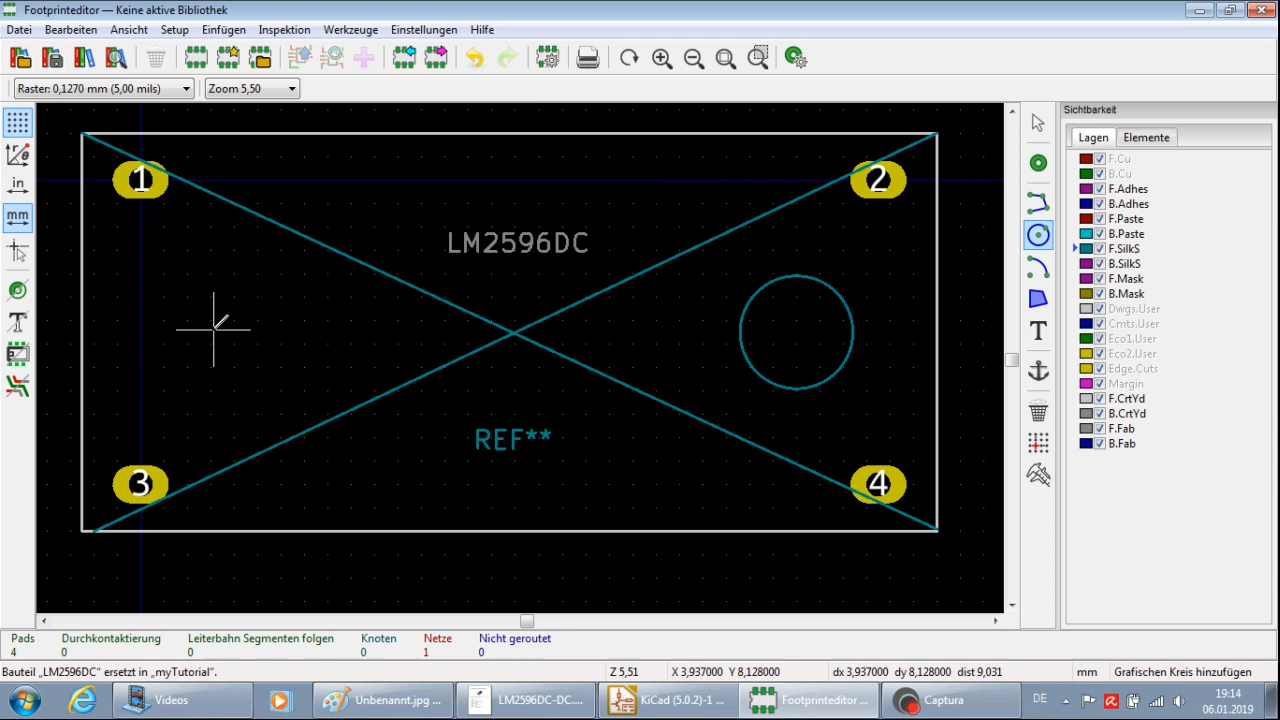 Footprinteditor — Keine aktive Bibliothek
Datei Bearbeiten Ansicht Setup Einfügen Inspektion Werkzeuge Einstellungen Hilfe
Raster: 0,1270 mm (5,00 mils) Zoom 5,50
Sichtbarkeit
Lagen Elemente
in
mm
F.Cu
B.Cu
F.Adhes
B.Adhes
F.Paste
B.Paste
F.SilkS
B.SilkS
F.Mask
B.Mask
Dwgs.User
Cmts.User
Eco1.User
Eco2.User
Edge.Cuts
Margin
F.CrtYd
B.CrtYd
F.Fab
B.Fab
1 2
LM2596DC
REF**
3 4
Pads Durchkontaktierung Leiterbahn Segmenten folgen Knoten Netze Nicht geroutet
4 0 0 0 1 0
Bauteil „LM2596DC“ ersetzt in „myTutorial“. Z 5,51 X 3,937000 Y 8,128000 dx 3,937000 dy 8,128000 dist 9,031 mm Grafischen Kreis hinzufügen
Videos Unbenannt.jpg ... LM2596DC-DC.... KiCad (5.0.2)-1 ... Footprinteditor ... Captura DE 19:14
06.01.2019